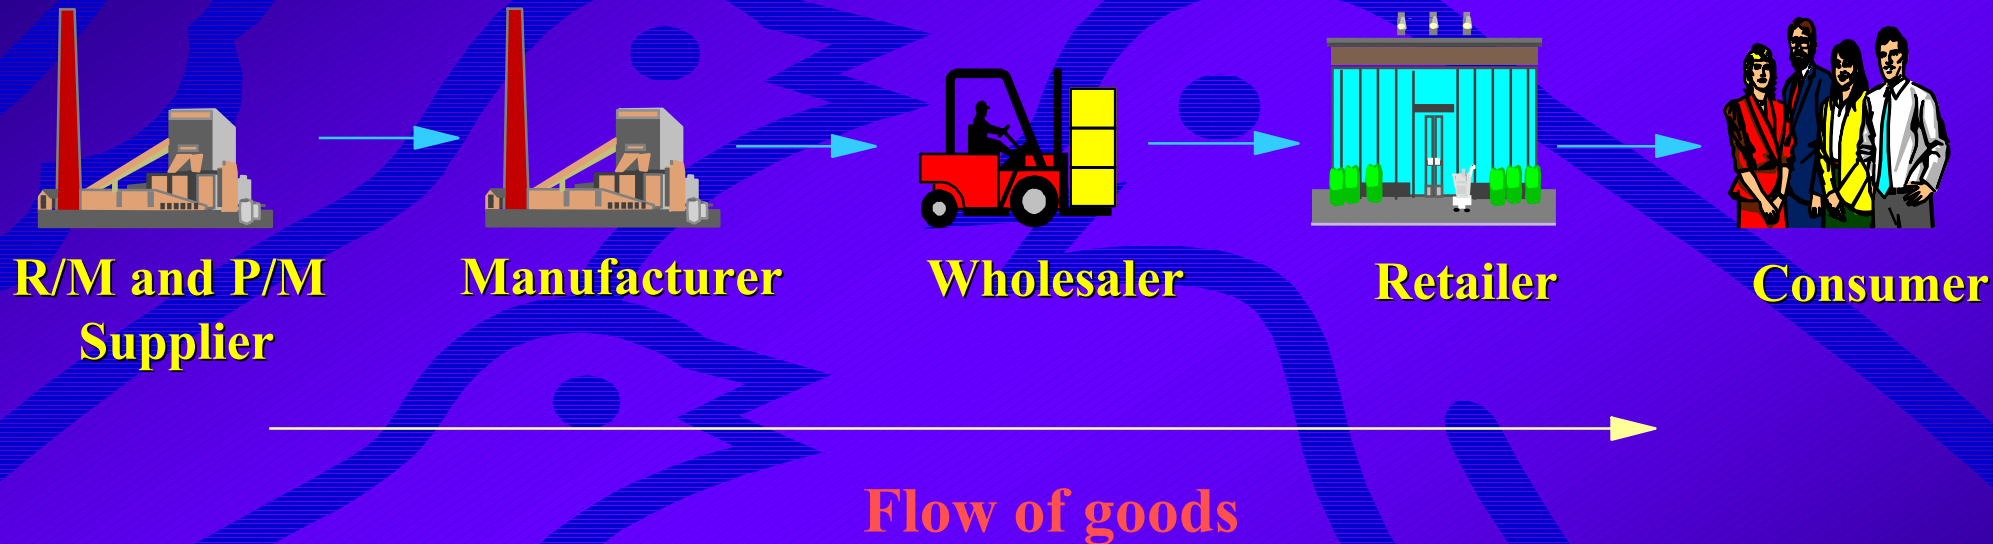 R/M and P/M
Supplier
Manufacturer
Wholesaler
Retailer
Consumer
Flow of goods